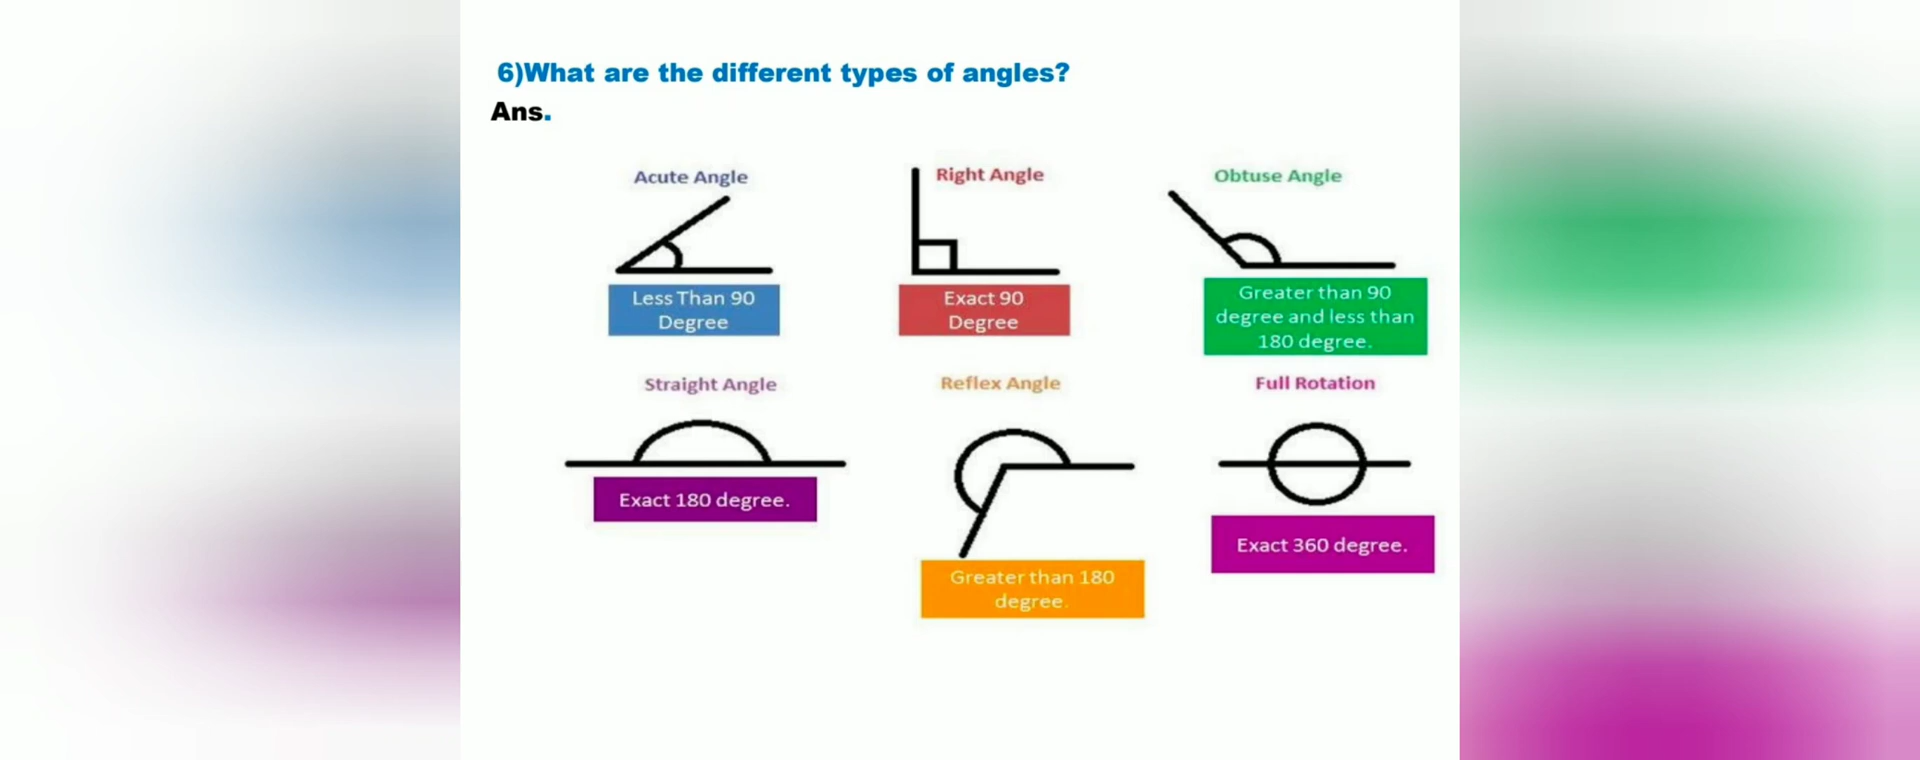 6)What are the different types of angles?
Ans.
Acute Angle
Less Than 90
Degree
Right Angle
Exact 90
Degree
Obtuse Angle
Greater than 90
degree and less than
180 degree.
Straight Angle
Exact 180 degree.
Reflex Angle
Greater than 180
degree.
Full Rotation
Exact 360 degree.